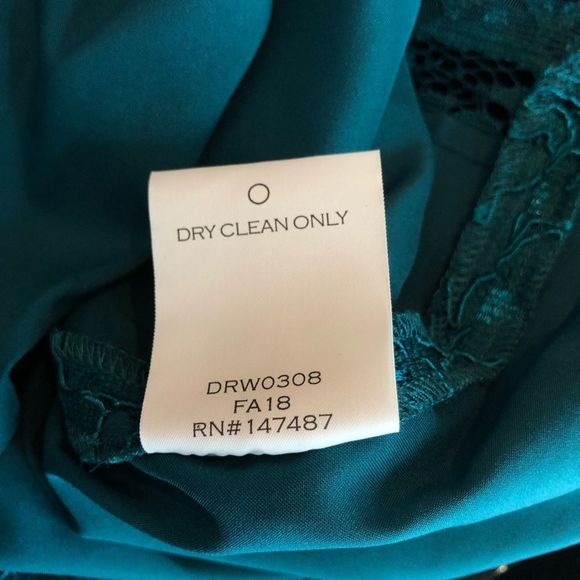 DRY CLEAN ONLY
DRW0308
FA18
RN#147487